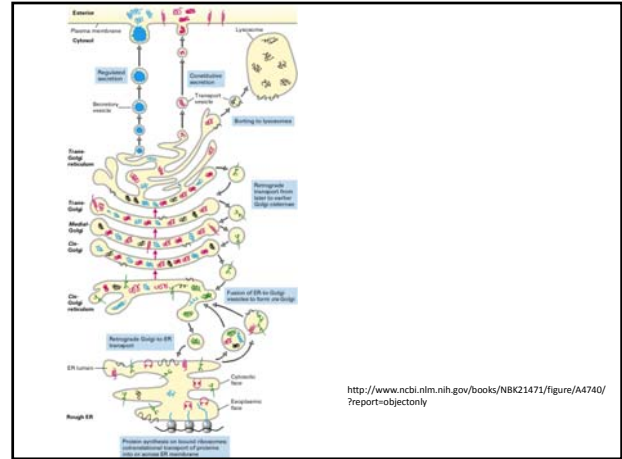 Exterior
Plasma membrane
Cytosol
Lysosome
Regulated
secretion
Constitutive
secretion
Secretory
vesicle
Transport
vesicle
Sorting to lysosomes
Trans-
Golgi
reticulum
Trans-
Golgi
Medial-
Golgi
Cis-
Golgi
Retrograde
transport from
later to earlier
Golgi cisternae
Cis-
Golgi
reticulum
Fusion of ER-to-Golgi
vesicles to form cis-Golgi
Retrograde Golgi-to-ER
transport
ER lumen
Cytosolic
face
Exoplasmic
face
Rough ER
Protein synthesis on bound ribosomes;
cotranslational transport of proteins
into or across ER membrane
http://www.ncbi.nlm.nih.gov/books/NBK21471/figure/A4740/
?report=objectonly